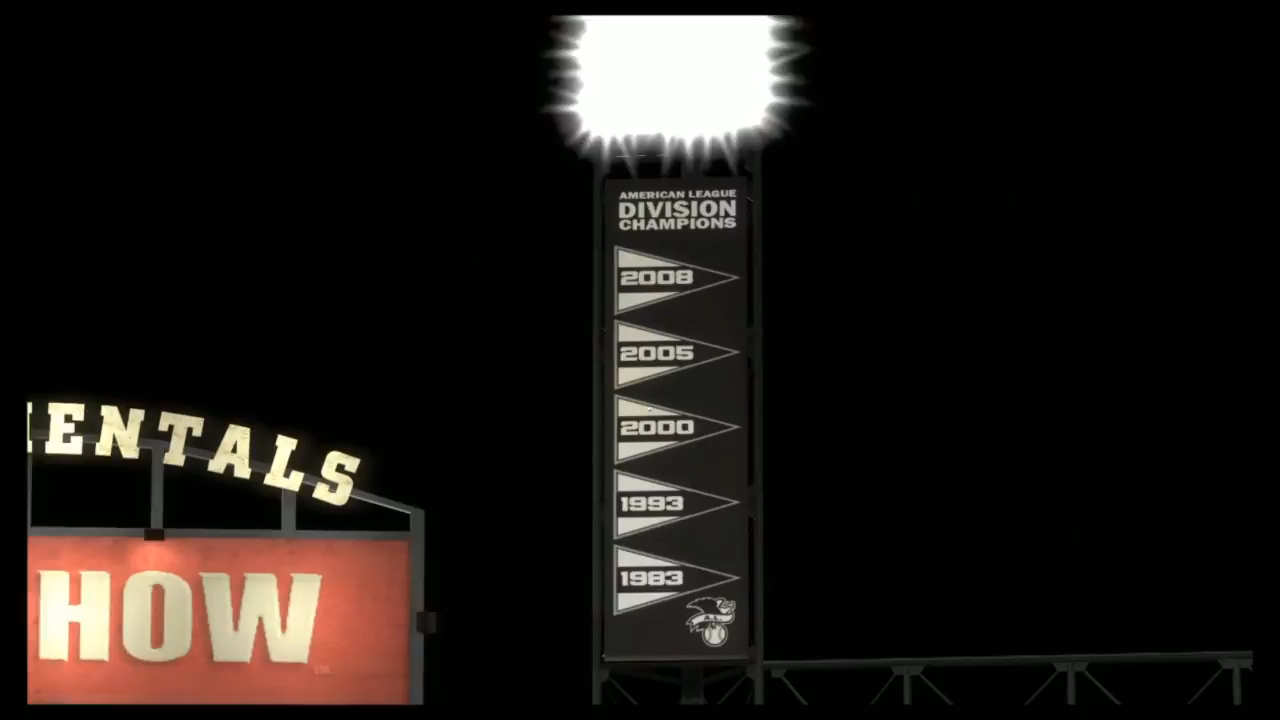 AMERICAN LEAGUE
DIVISION
CHAMPIONS
2008
2005
2000
1993
1983
A.L.
ENTALS
HOW